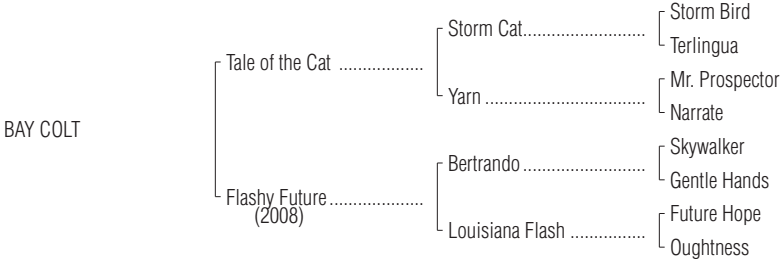 Storm Bird
Storm Cat..........................
Terlingua
Tale of the Cat ..................
Mr. Prospector
Yarn ..................................
Narrate
BAY COLT
Skywalker
Bertrando..........................
Gentle Hands
Flashy Future....................
(2008)
Future Hope
Louisiana Flash ................
Oughtness